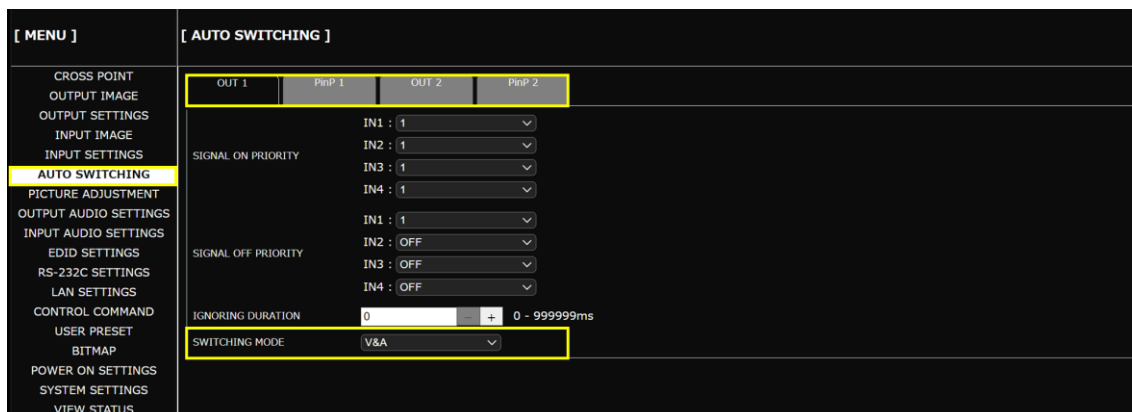 [ MENU ]
[ AUTO SWITCHING ]
CROSS POINT
OUTPUT IMAGE
OUTPUT SETTINGS
INPUT IMAGE
INPUT SETTINGS
AUTO SWITCHING
PICTURE ADJUSTMENT
OUTPUT AUDIO SETTINGS
INPUT AUDIO SETTINGS
EDID SETTINGS
RS-232C SETTINGS
LAN SETTINGS
CONTROL COMMAND
USER PRESET
BITMAP
POWER ON SETTINGS
SYSTEM SETTINGS
VIEW STATUS
OUT 1 PinP 1 OUT 2 PinP 2
SIGNAL ON PRIORITY
IN1 : 1
IN2 : 1
IN3 : 1
IN4 : 1
SIGNAL OFF PRIORITY
IN1 : 1
IN2 : OFF
IN3 : OFF
IN4 : OFF
IGNORING DURATION 0 - + 0 - 999999ms
SWITCHING MODE V&A